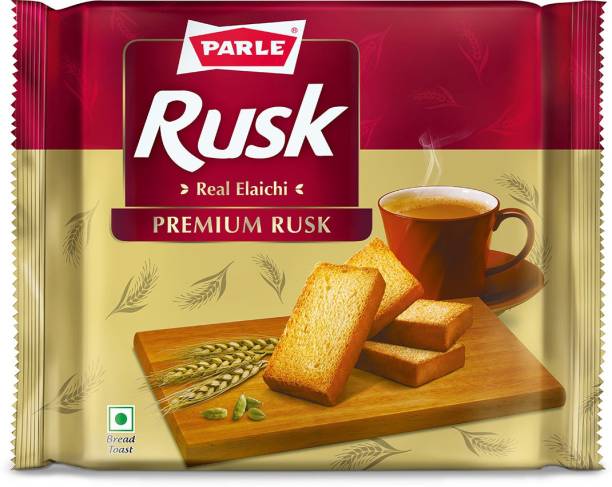 PARLE
Rusk
Real Elaichi
PREMIUM RUSK
Bread
Toast